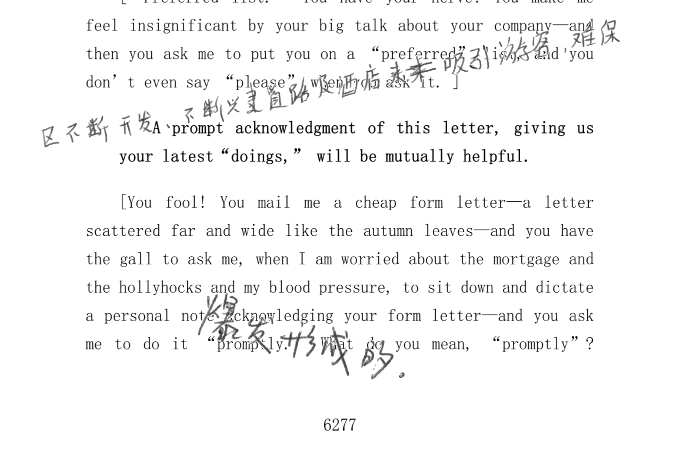 [ "Preferred list." You have your nerve! You make me
feel insignificant by your big talk about your company—and
then you ask me to put you on a “preferred” list, and you
don’t even say “please” when you ask it. ]
区不断开发、不断兴建道路及酒店来吸引游客，难保
A prompt acknowledgment of this letter, giving us
your latest“doings,” will be mutually helpful.
[You fool! You mail me a cheap form letter—a letter
scattered far and wide like the autumn leaves—and you have
the gall to ask me, when I am worried about the mortgage and
the hollyhocks and my blood pressure, to sit down and dictate
a personal note acknowledging your form letter—and you ask
me to do it “promptly.” What do you mean, “promptly”?
爆发形成的.
6277